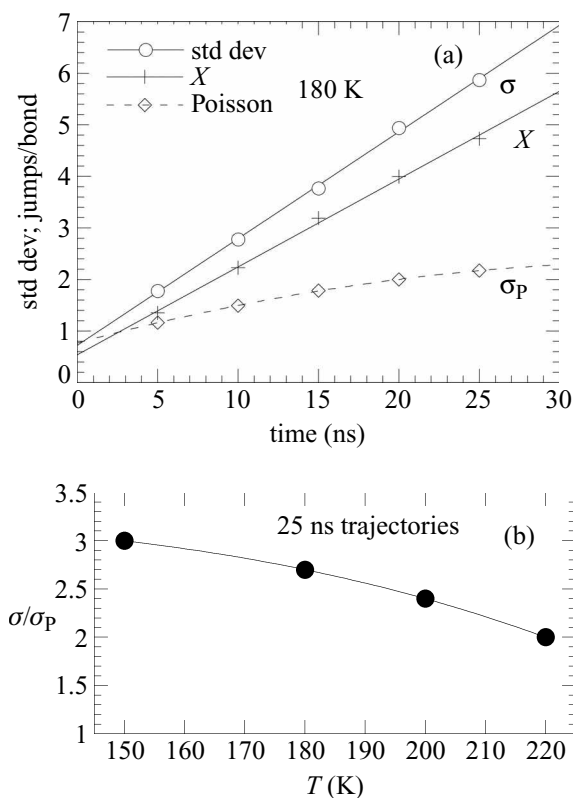 7
6
5
4
3
2
1
0
std dev; jumps/bond
std dev
X
Poisson
180 K
(a)
σ
X
σP
0 5 10 15 20 25 30
time (ns)
3.5
3
2.5
2
1.5
1
σ/σP
25 ns trajectories
(b)
150 160 170 180 190 200 210 220
T (K)